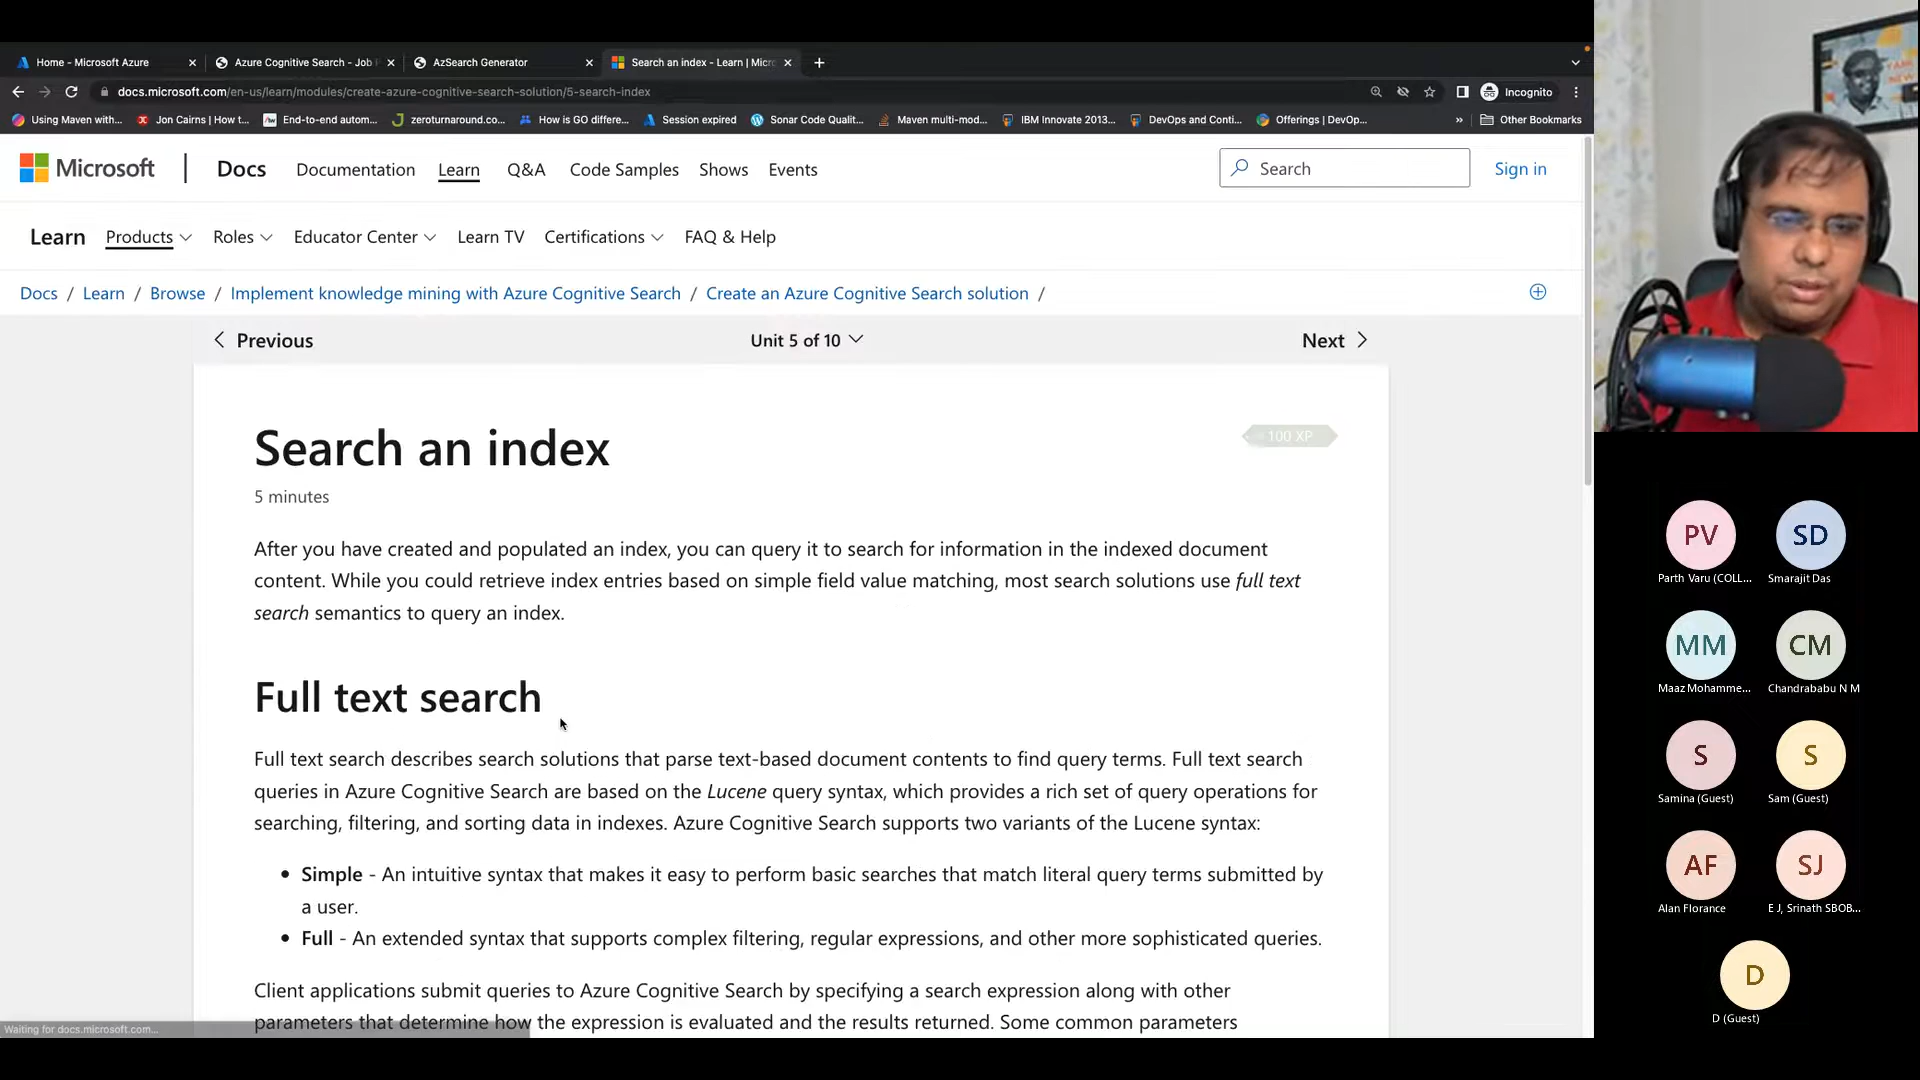 Home - Microsoft Azure
Azure Cognitive Search - Job
AzSearch Generator
Search an index - Learn | Micr
docs.microsoft.com/en-us/learn/modules/create-azure-cognitive-search-solution/5-search-index
Incognito
Using Maven with...
Jon Cairns | How t...
End-to-end autom...
zeroturnaround.co...
How is GO differe...
Session expired
Sonar Code Qualit...
Maven multi-mod...
IBM Innovate 2013...
DevOps and Conti...
Offerings | DevOp...
»
Other Bookmarks
Microsoft
Docs
Documentation
Learn
Q&A
Code Samples
Shows
Events
Search
Sign in
Learn
Products
Roles
Educator Center
Learn TV
Certifications
FAQ & Help
Docs / Learn / Browse / Implement knowledge mining with Azure Cognitive Search / Create an Azure Cognitive Search solution /
Previous
Unit 5 of 10
Next
Search an index
100 XP
5 minutes
After you have created and populated an index, you can query it to search for information in the indexed document
content. While you could retrieve index entries based on simple field value matching, most search solutions use full text
search semantics to query an index.
Full text search
Full text search describes search solutions that parse text-based document contents to find query terms. Full text search
queries in Azure Cognitive Search are based on the Lucene query syntax, which provides a rich set of query operations for
searching, filtering, and sorting data in indexes. Azure Cognitive Search supports two variants of the Lucene syntax:
• Simple - An intuitive syntax that makes it easy to perform basic searches that match literal query terms submitted by
a user.
• Full - An extended syntax that supports complex filtering, regular expressions, and other more sophisticated queries.
Client applications submit queries to Azure Cognitive Search by specifying a search expression along with other
parameters that determine how the expression is evaluated and the results returned. Some common parameters
Waiting for docs.microsoft.com...
PV
Parth Varu (COLL...
SD
Smarajit Das
MM
Maaz Mohamme...
CM
Chandrababu N M
S
Samina (Guest)
S
Sam (Guest)
AF
Alan Florance
SJ
E J, Srinath SBOB...
D
D (Guest)